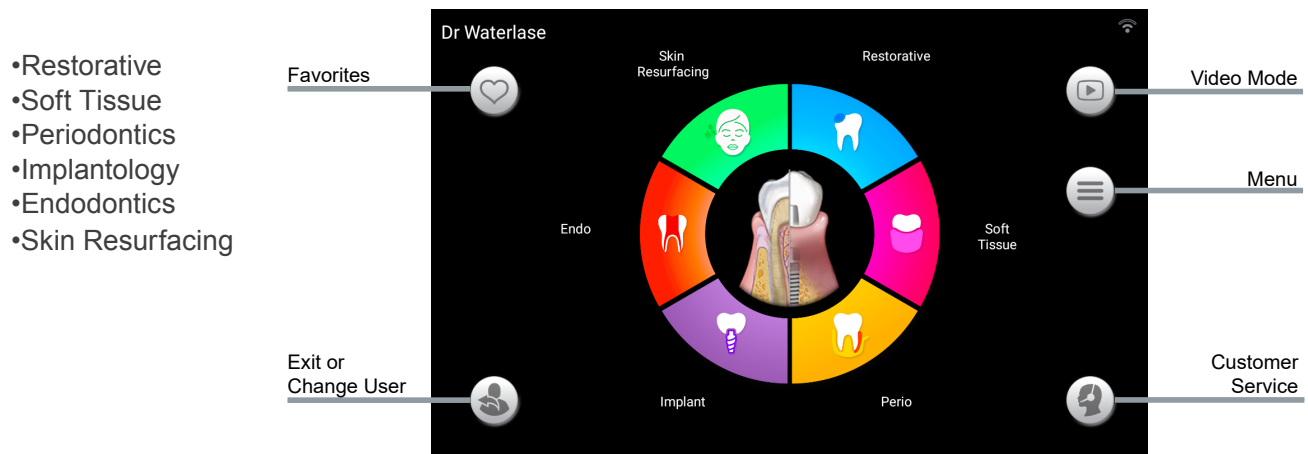 •Restorative
•Soft Tissue
•Periodontics
•Implantology
•Endodontics
•Skin Resurfacing
Favorites
Exit or
Change User
Dr Waterlase
Skin
Resurfacing
Restorative
Endo
Soft
Tissue
Implant
Perio
Video Mode
Menu
Customer
Service